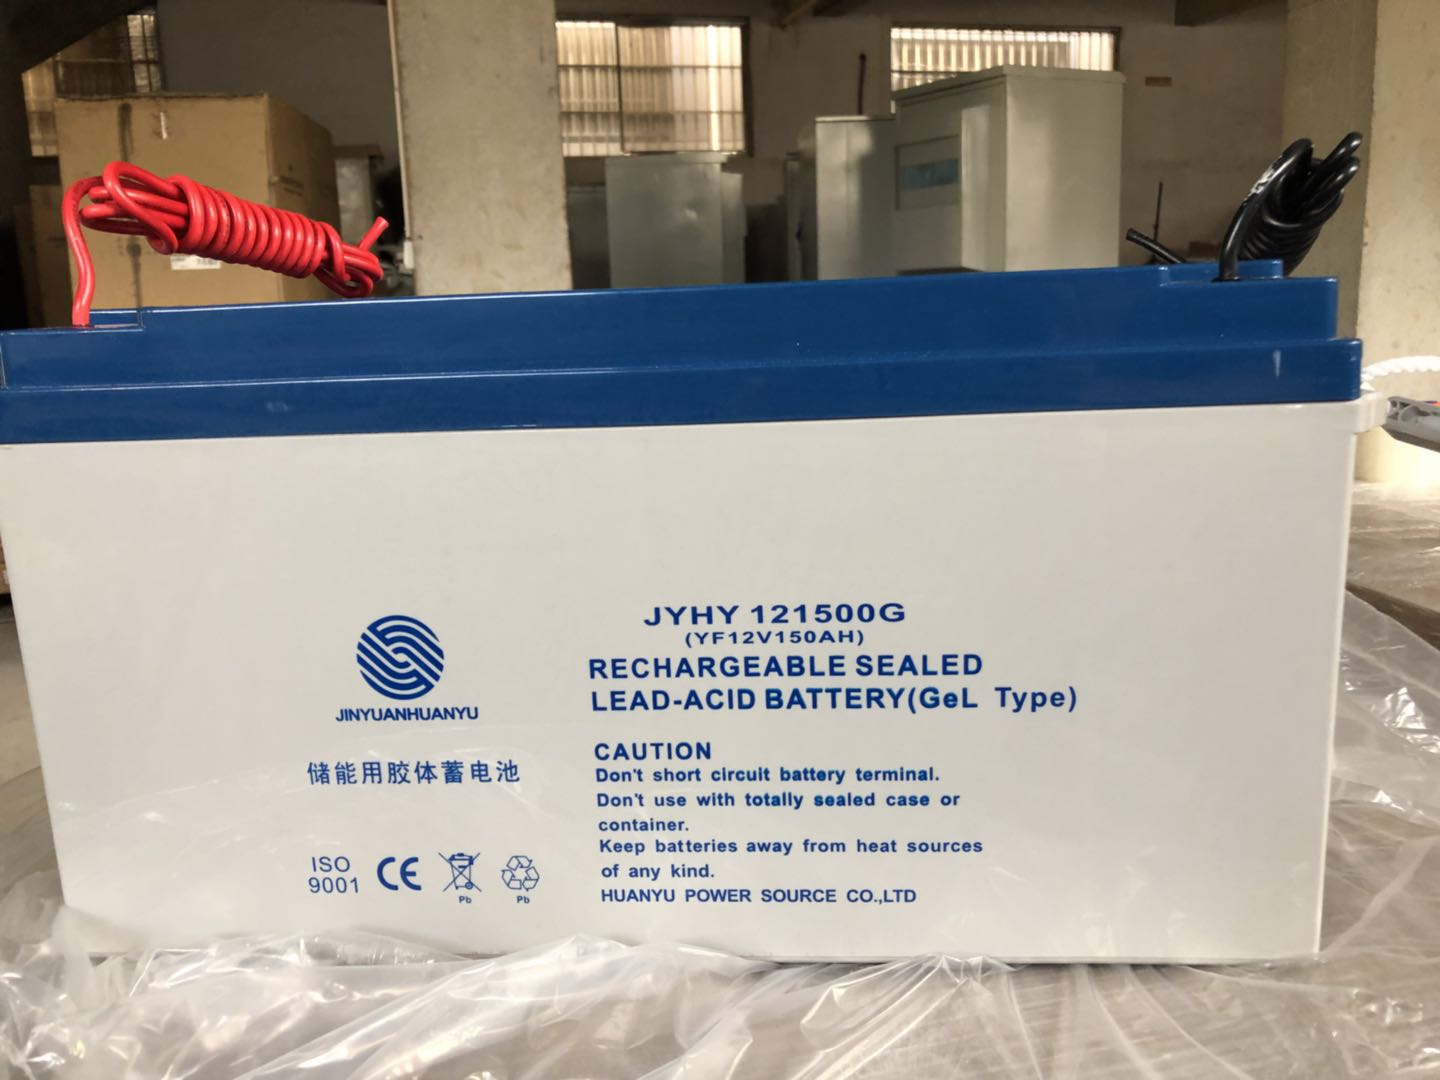 JYHY 121500G
(YF12V150AH)
RECHARGEABLE SEALED
LEAD-ACID BATTERY(GeL Type)
JINYUANHUANYU
储能用胶体蓄电池
CAUTION
Don't short circuit battery terminal.
Don't use with totally sealed case or
container.
Keep batteries away from heat sources
of any kind.
HUANYU POWER SOURCE CO.,LTD
ISO
9001
CE
Pb
Pb